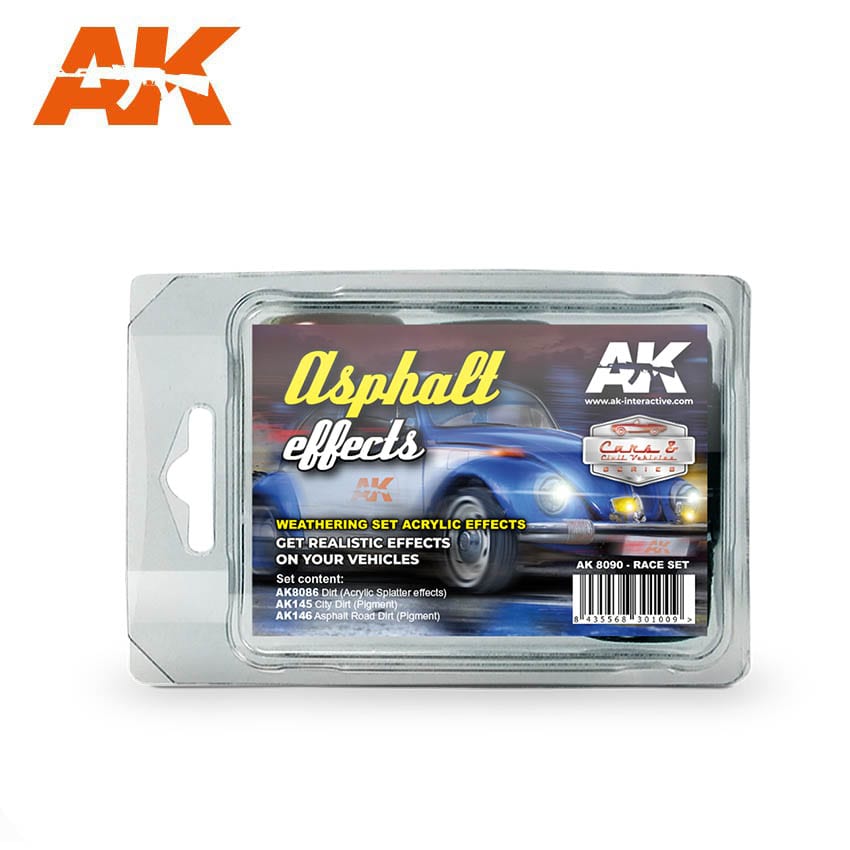 AK
Asphalt
effects
AK
WEATHERING SET ACRYLIC EFFECTS
GET REALISTIC EFFECTS
ON YOUR VEHICLES
Set content:
AK8086 Dirt (Acrylic Splatter effects)
AK145 City Dirt (Pigment)
AK146 Asphalt Road Dirt (Pigment)
AK
www.ak-interactive.com
Cars &
Civil Vehicles
SERIES
AK
AK 8090 - RACE SET
8 435568 301009 >